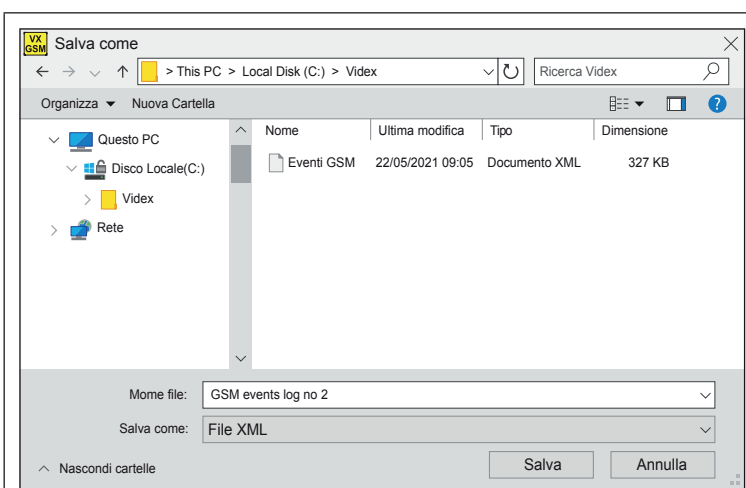 VX GSM Salva come
> This PC > Local Disk (C:) > Videx Ricerca Videx
Organizza Nuova Cartella ?
Questo PC
Disco Locale(C:)
Videx
Rete
Nome Ultima modifica Tipo Dimensione
Eventi GSM 22/05/2021 09:05 Documento XML 327 KB
Mome file: GSM events log no 2
Salva come: File XML
Nascondi cartelle Salva Annulla